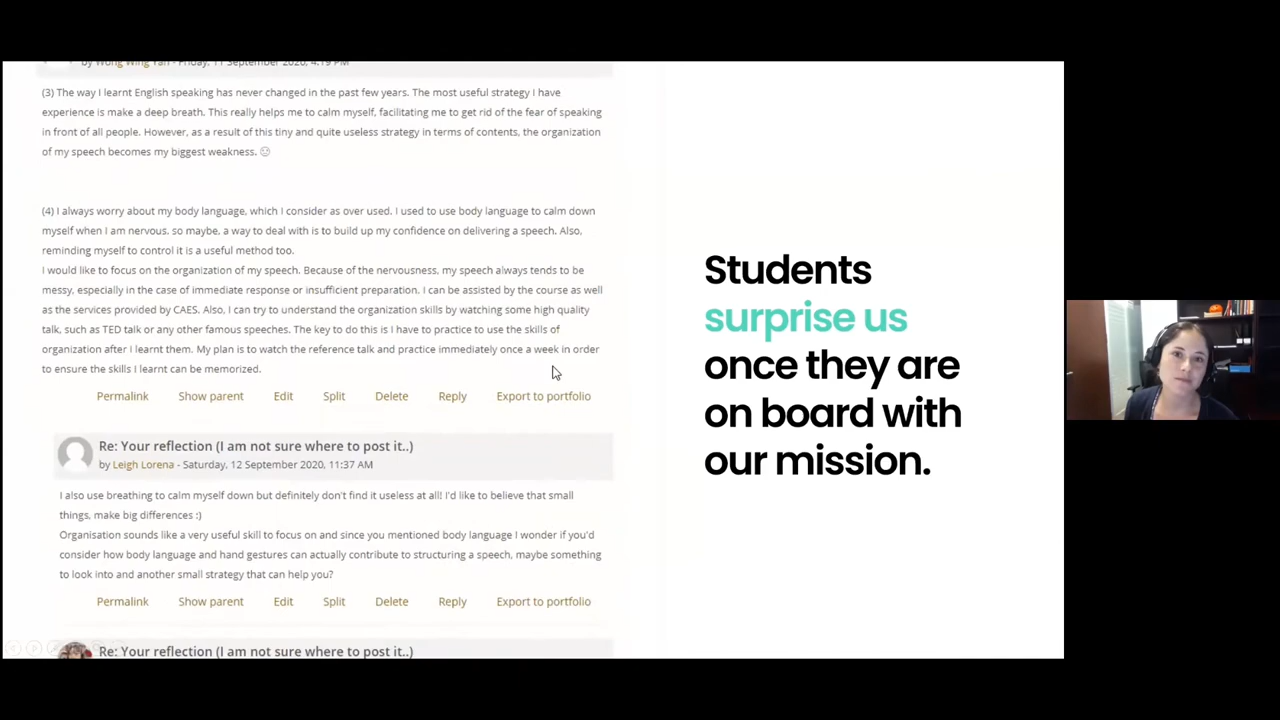 by Wong Wing Yan - Friday, 11 September 2020, 4:19 PM
(3) The way I learnt English speaking has never changed in the past few years. The most useful strategy I have
experience is make a deep breath. This really helps me to calm myself, facilitating me to get rid of the fear of speaking
in front of all people. However, as a result of this tiny and quite useless strategy in terms of contents, the organization
of my speech becomes my biggest weakness.
(4) I always worry about my body language, which I consider as over used. I used to use body language to calm down
myself when I am nervous. so maybe, a way to deal with is to build up my confidence on delivering a speech. Also,
reminding myself to control it is a useful method too.
I would like to focus on the organization of my speech. Because of the nervousness, my speech always tends to be
messy, especially in the case of immediate response or insufficient preparation. I can be assisted by the course as well
as the services provided by CAES. Also, I can try to understand the organization skills by watching some high quality
talk, such as TED talk or any other famous speeches. The key to do this is I have to practice to use the skills of
organization after I learnt them. My plan is to watch the reference talk and practice immediately once a week in order
to ensure the skills I learnt can be memorized.
Permalink Show parent Edit Split Delete Reply Export to portfolio
Re: Your reflection (I am not sure where to post it..)
by Leigh Lorena - Saturday, 12 September 2020, 11:37 AM
I also use breathing to calm myself down but definitely don't find it useless at all! I'd like to believe that small
things, make big differences :)
Organisation sounds like a very useful skill to focus on and since you mentioned body language I wonder if you'd
consider how body language and hand gestures can actually contribute to structuring a speech, maybe something
to look into and another small strategy that can help you?
Permalink Show parent Edit Split Delete Reply Export to portfolio
Re: Your reflection (I am not sure where to post it..)
Students
surprise us
once they are
on board with
our mission.